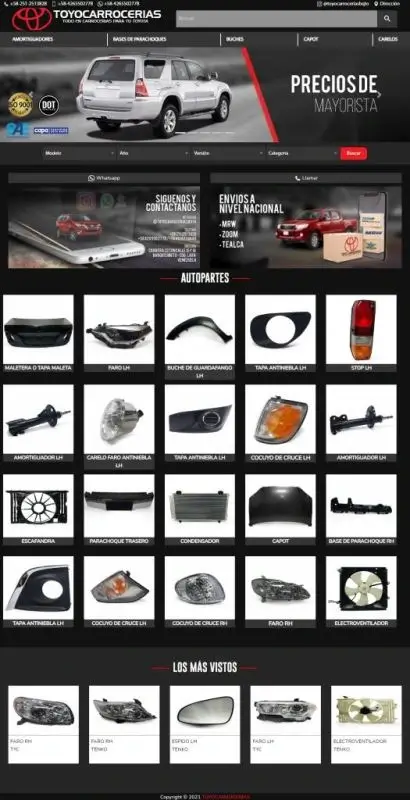 +58-251-2513828 +58-4265502778 +58-4265502778
@toyocarroceriasbqto Dirección
TOYOCARROCERIAS
TODO EN CARROCERIAS PARA TU TOYOTA
Buscar
AMORTIGUADORES BASES DE PARACHOQUES BUCHES CAPOT CARELOS
PRECIOS DE
MAYORISTA
ISO 9001
DOT
capa CERTIFIED
Modelo Año Versión Categoria Buscar
Whatsapp
Llamar
SIGUENOS Y
CONTACTANOS
ENVIOS A
NIVEL NACIONAL
-MRW
-ZOOM
-TEALCA
AUTOPARTES
MALETERA O TAPA MALETA
FARO LH
BUCHE DE GUARDAFANGO
LH
TAPA ANTINIEBLA LH
STOP LH
AMORTIGUADOR LH
CARELO FARO ANTINIEBLA
LH
TAPA ANTINIEBLA LH
COCUYO DE CRUCE LH
AMORTIGUADOR LH
ESCAFANDRA
PARACHOQUE TRASERO
CONDENSADOR
CAPOT
BASE DE PARACHOQUE RH
TAPA ANTINIEBLA LH
COCUYO DE CRUCE LH
COCUYO DE CRUCE RH
FARO RH
ELECTROVENTILADOR
LOS MÁS VISTOS
FARO RH
TYC
FARO RH
TENKO
ESPEJO LH
TENKO
FARO LH
TYC
ELECTROVENTILADOR
TENKO
Copyright © 2021 TOYOCARROCERIAS